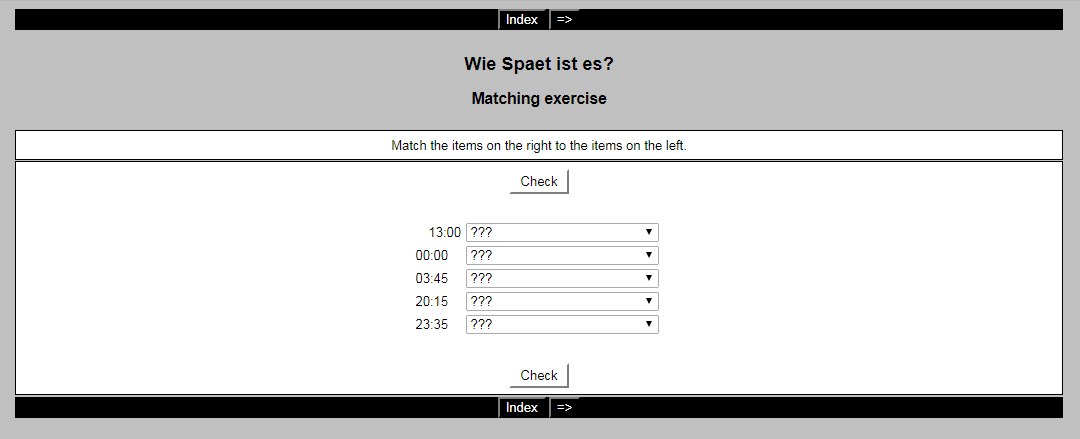 Index =>
Wie Spaet ist es?
Matching exercise
Match the items on the right to the items on the left.
Check
13:00 ???
00:00 ???
03:45 ???
20:15 ???
23:35 ???
Check
Index =>